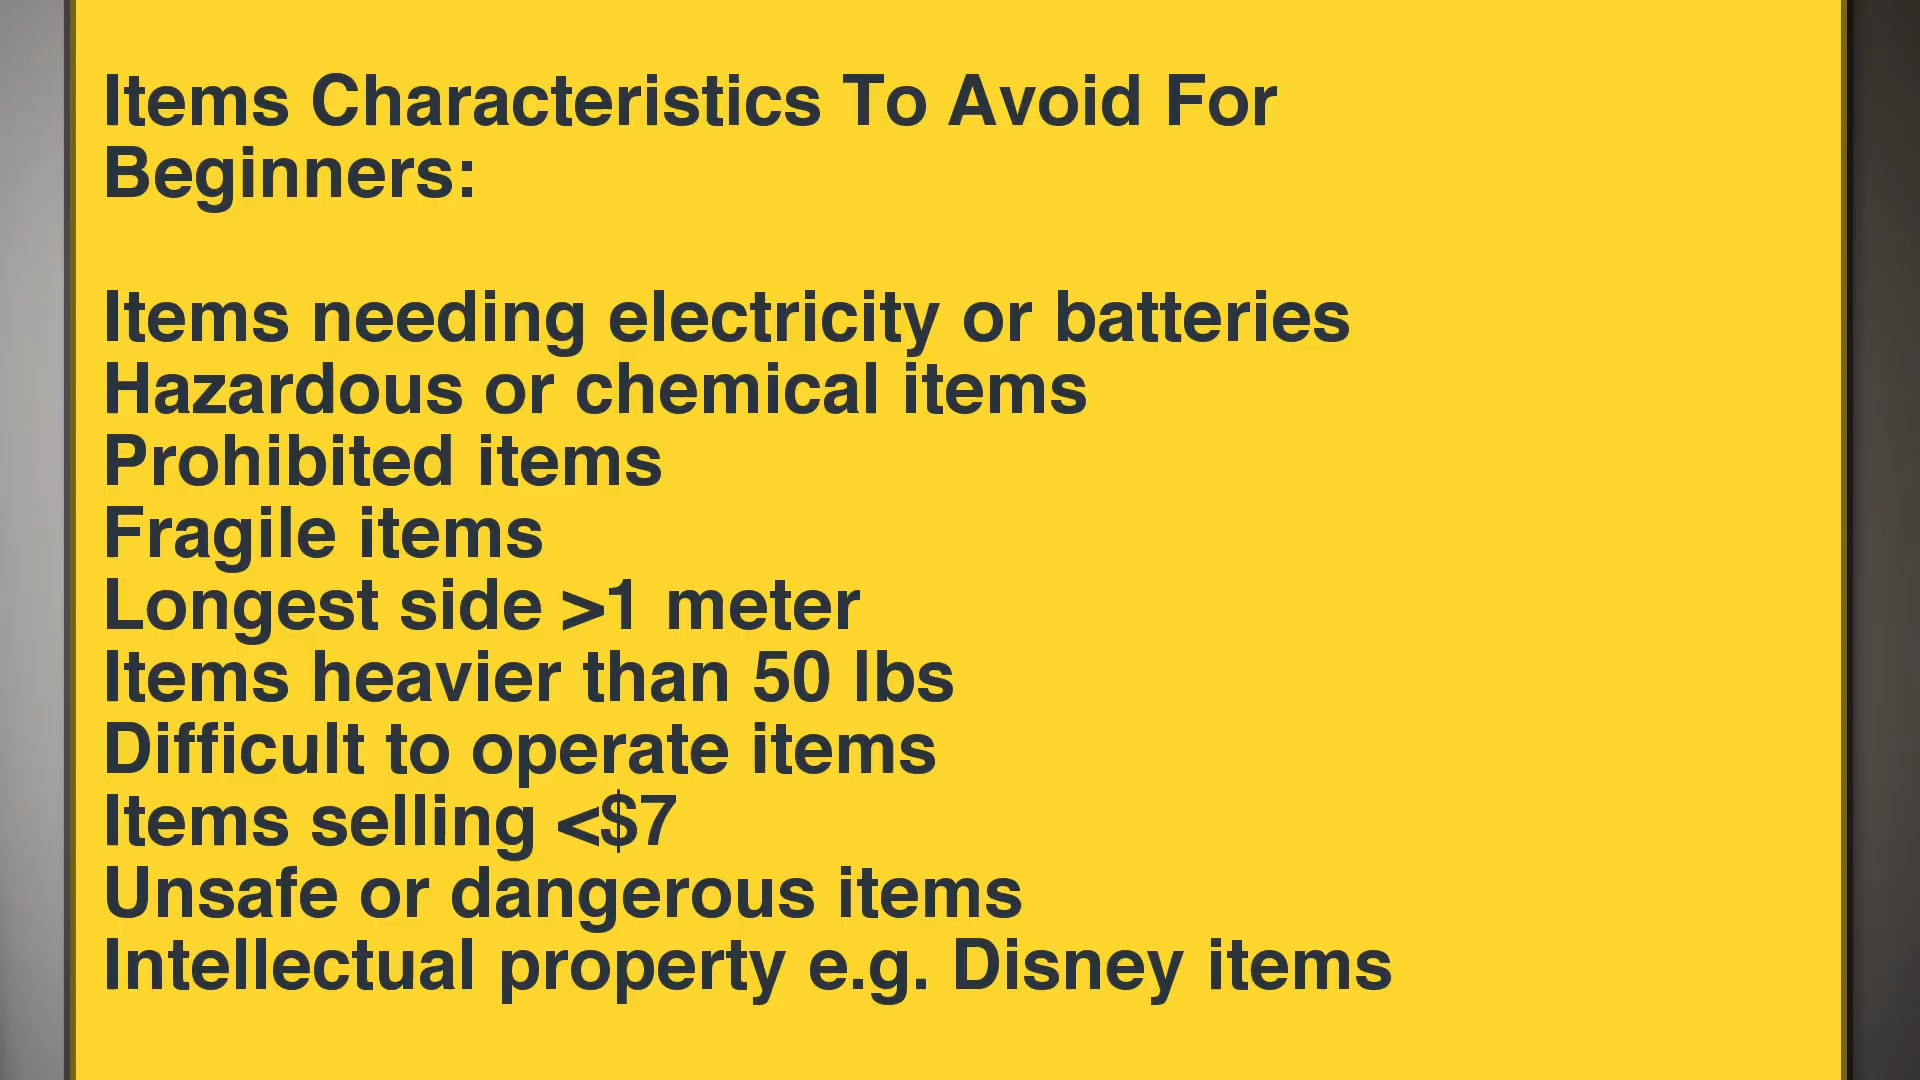 Items Characteristics To Avoid For
Beginners:
Items needing electricity or batteries
Hazardous or chemical items
Prohibited items
Fragile items
Longest side >1 meter
Items heavier than 50 lbs
Difficult to operate items
Items selling <$7
Unsafe or dangerous items
Intellectual property e.g. Disney items